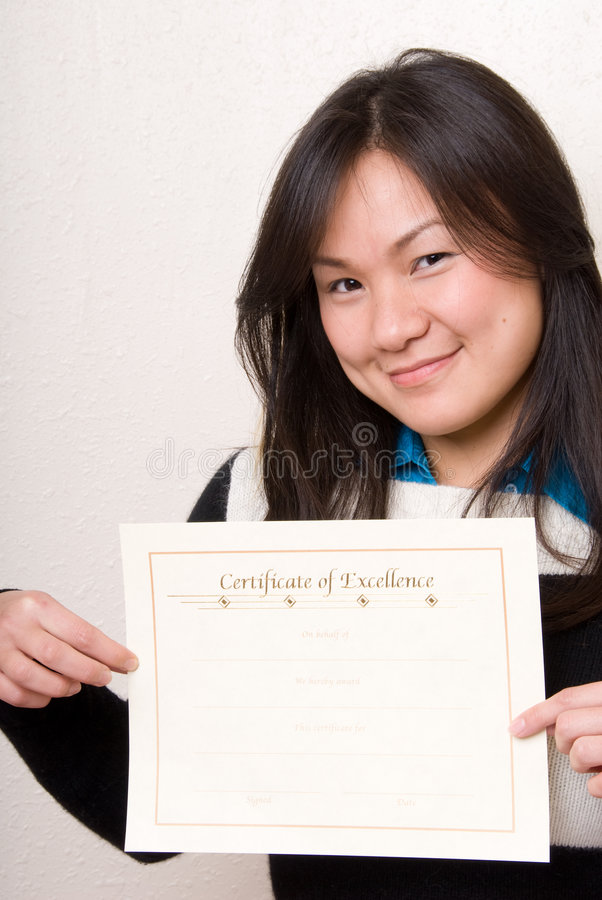 dreamstime
Certificate of Excellence
On behalf of
We hereby award
This certificate for
Signed Date